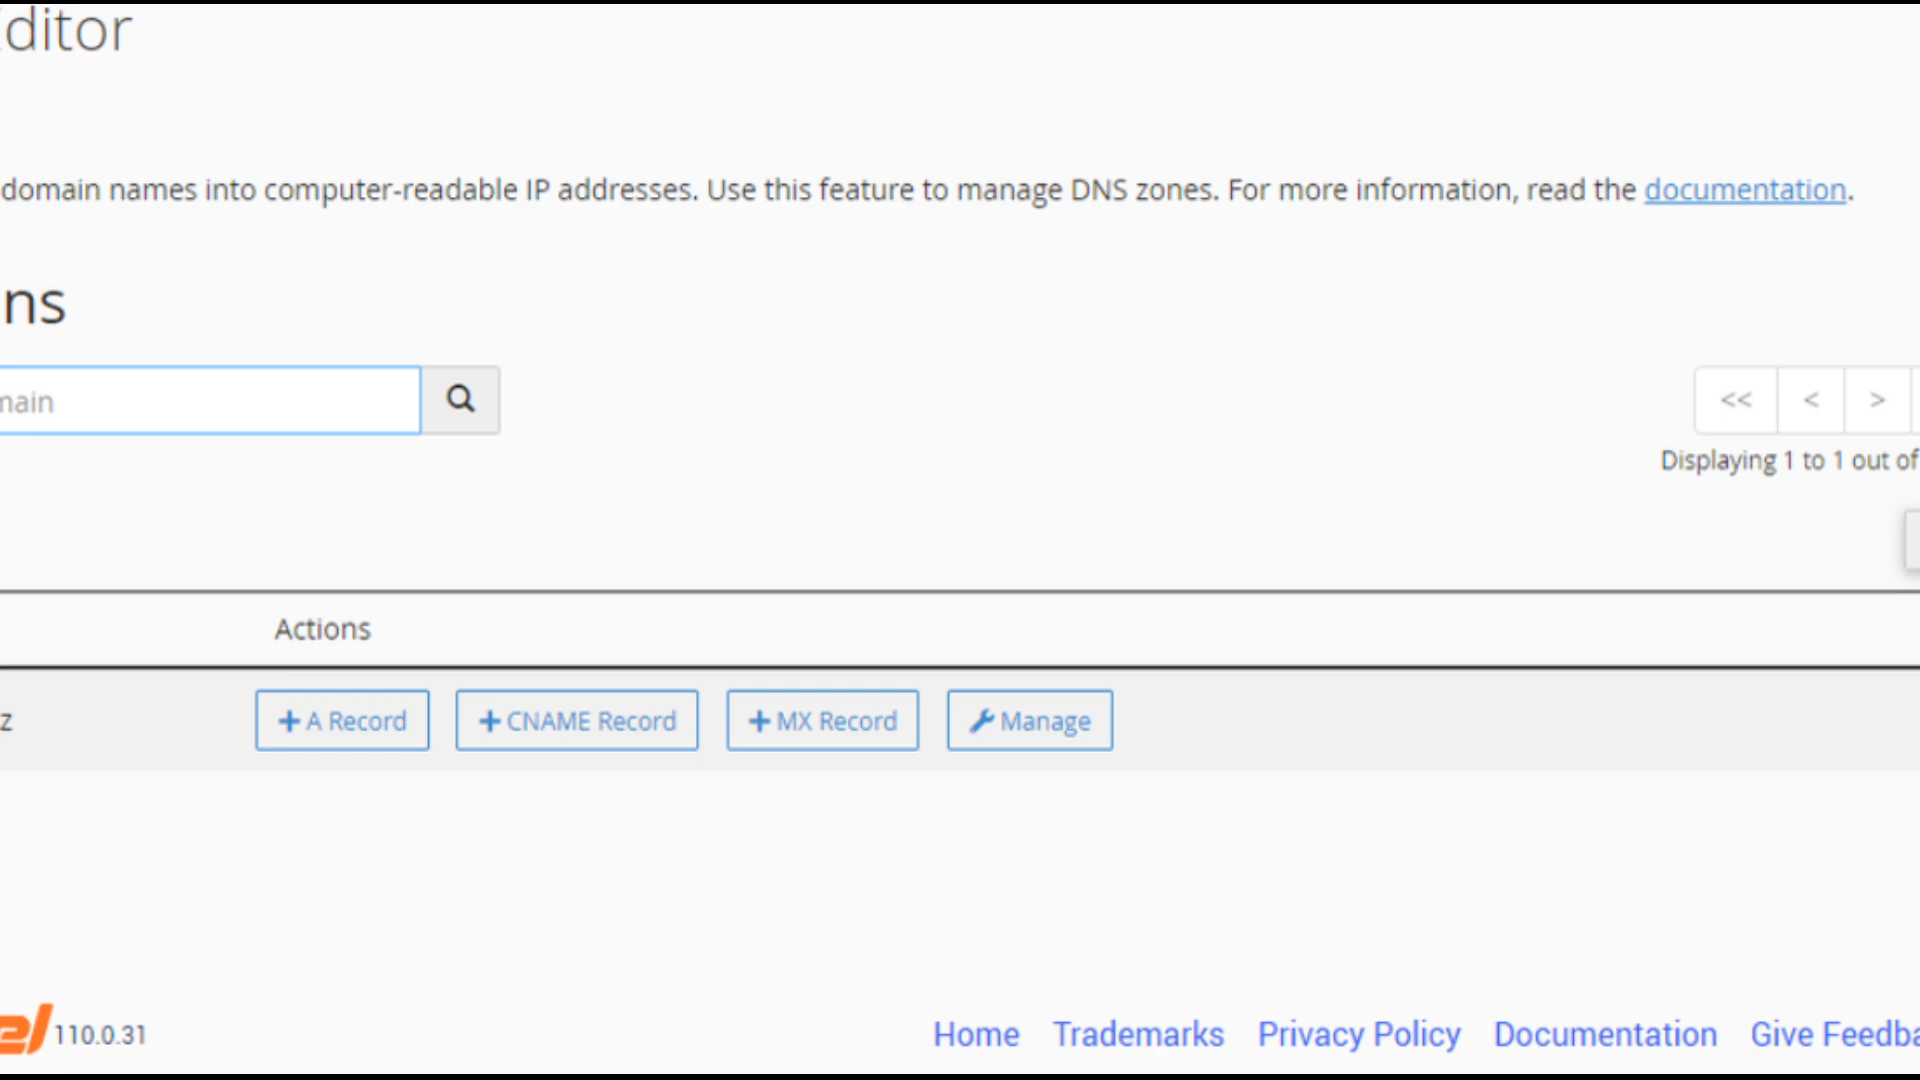 ditor
domain names into computer-readable IP addresses. Use this feature to manage DNS zones. For more information, read the documentation.
ns
main
<< < >
Displaying 1 to 1 out of
Actions
z + A Record + CNAME Record + MX Record Manage
el 110.0.31 Home Trademarks Privacy Policy Documentation Give Feedba